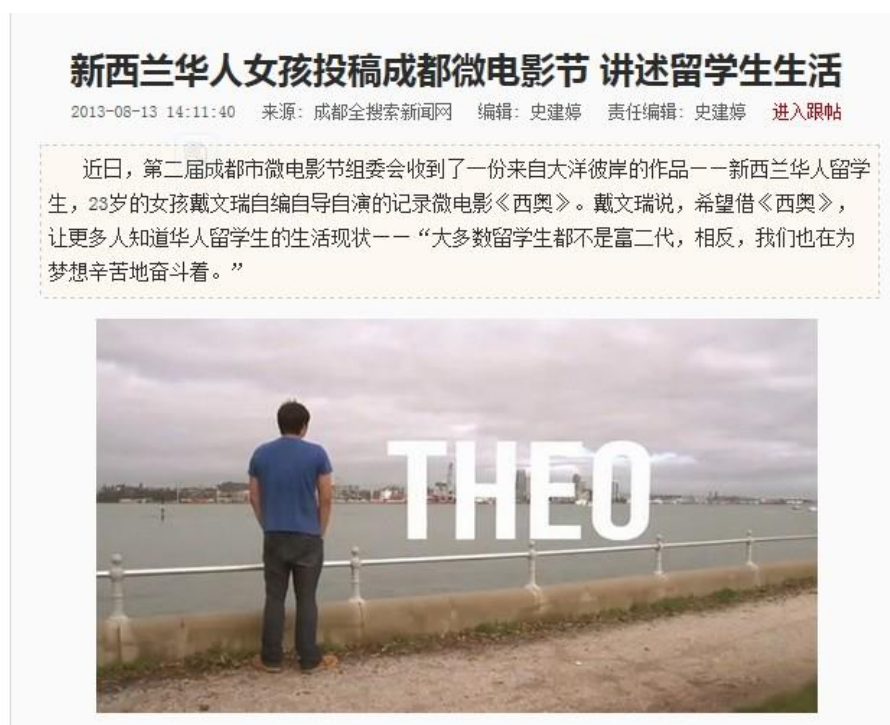 新西兰华人女孩投稿成都微电影节 讲述留学生生活
2013-08-13 14:11:40 来源：成都全搜索新闻网 编辑：史建婷 责任编辑：史建婷 进入跟帖
近日，第二届成都市微电影节组委会收到了一份来自大洋彼岸的作品——新西兰华人留学
生，23岁的女孩戴文瑞自编自导自演的记录微电影《西奥》。戴文瑞说，希望借《西奥》，
让更多人知道华人留学生的生活现状——“大多数留学生都不是富二代，相反，我们也在为
梦想辛苦地奋斗着。”
THEO